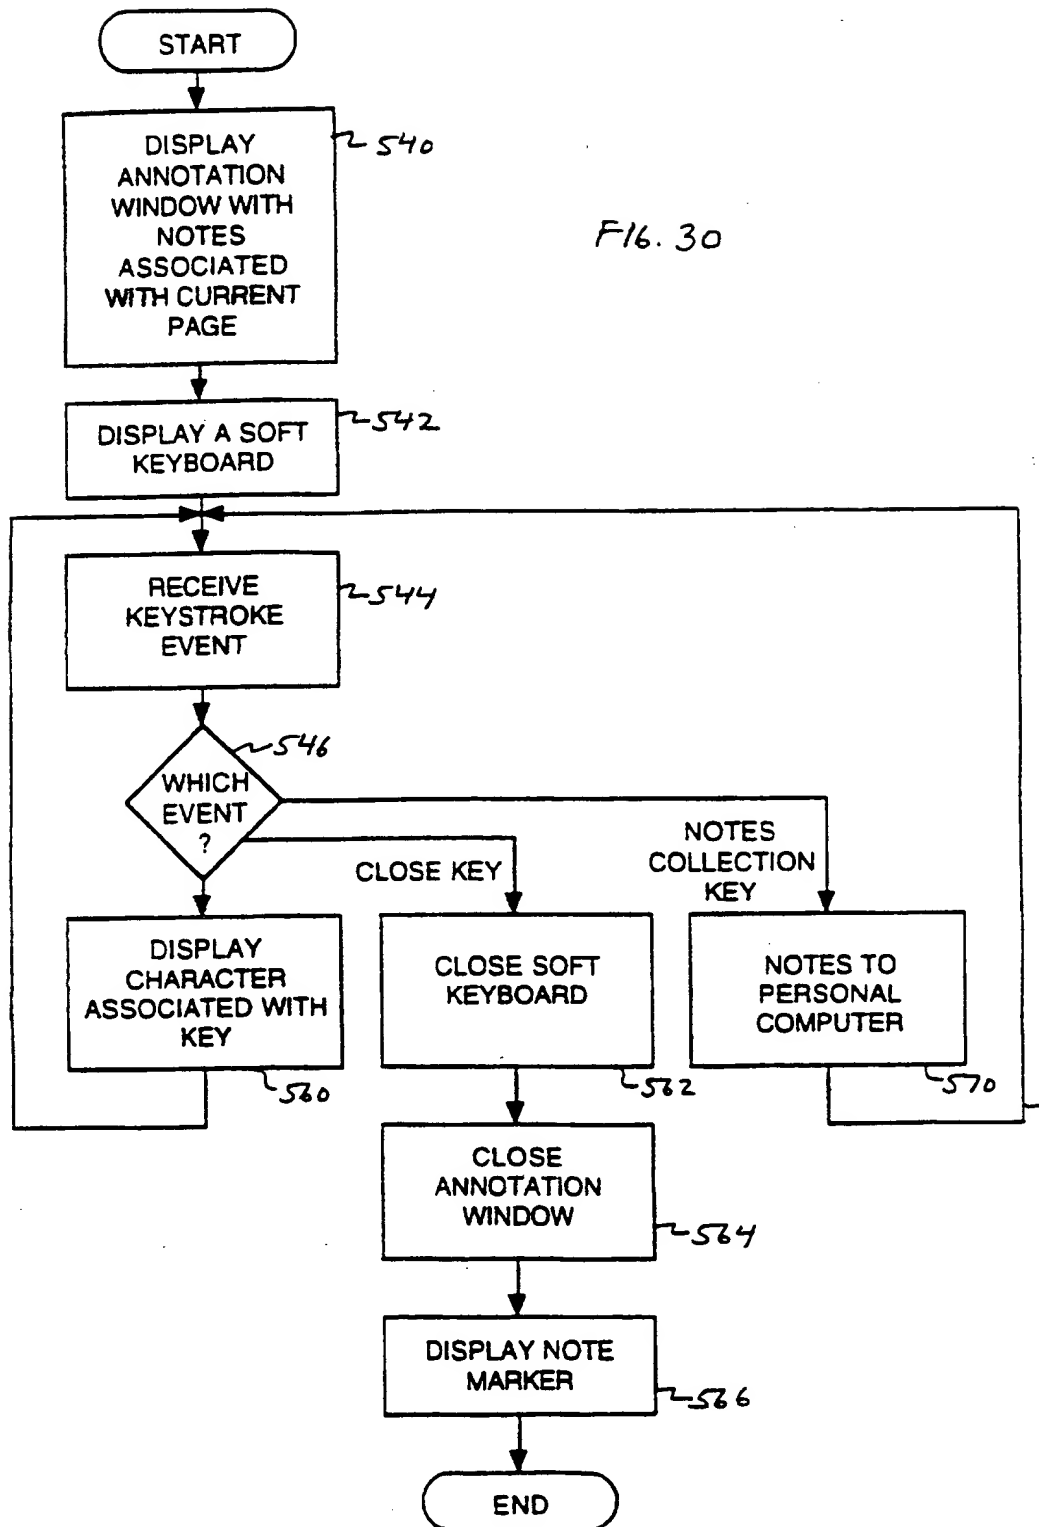 START
DISPLAY
ANNOTATION
WINDOW WITH
NOTES
ASSOCIATED
WITH CURRENT
PAGE
540
FIG. 30
DISPLAY A SOFT
KEYBOARD
542
RECEIVE
KEYSTROKE
EVENT
544
WHICH
EVENT
?
546
CLOSE KEY
NOTES
COLLECTION
KEY
DISPLAY
CHARACTER
ASSOCIATED WITH
KEY
560
CLOSE SOFT
KEYBOARD
562
NOTES TO
PERSONAL
COMPUTER
570
CLOSE
ANNOTATION
WINDOW
564
DISPLAY NOTE
MARKER
566
END